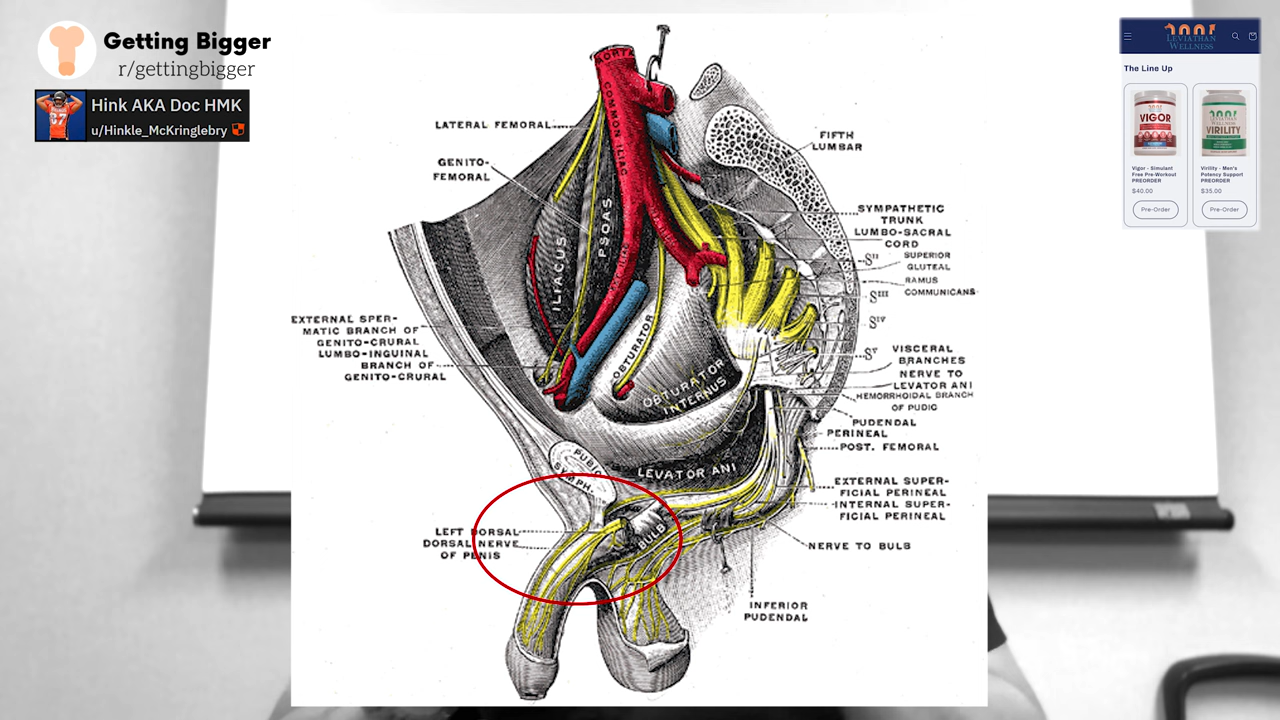 Getting Bigger
r/gettingbigger
Hink AKA Doc HMK
u/Hinkle_McKringlebry
LEVIATHAN
WELLNESS
The Line Up
VIGOR
LEVIATHAN
WELLNESS
VIRILITY
Vigor - Simulant
Free Pre-Workout
PREORDER
$40.00
Pre-Order
Virility - Men's
Potency Support
PREORDER
$35.00
Pre-Order
AORTA
COMMON ILIAC
LATERAL FEMORAL
GENITO-
FEMORAL
PSOAS
ILIACUS
EXTERNAL SPER-
MATIC BRANCH OF
GENITO-CRURAL
LUMBO-INGUINAL
BRANCH OF
GENITO-CRURAL
OBTURATOR
OBTURATOR
INTERNUS
LEVATOR ANI
PUBIC
SYMPH.
BULB
LEFT DORSAL
DORSAL NERVE
OF PENIS
FIFTH
LUMBAR
SYMPATHETIC
TRUNK
LUMBO-SACRAL
CORD
SUPERIOR
GLUTEAL
RAMUS
COMMUNICANS
SII
SIII
SIV
SV
VISCERAL
BRANCHES
NERVE TO
LEVATOR ANI
HEMORRHOIDAL BRANCH
OF PUDIC
PUDENDAL
PERINEAL
POST. FEMORAL
EXTERNAL SUPER-
FICIAL PERINEAL
INTERNAL SUPER-
FICIAL PERINEAL
NERVE TO BULB
INFERIOR
PUDENDAL